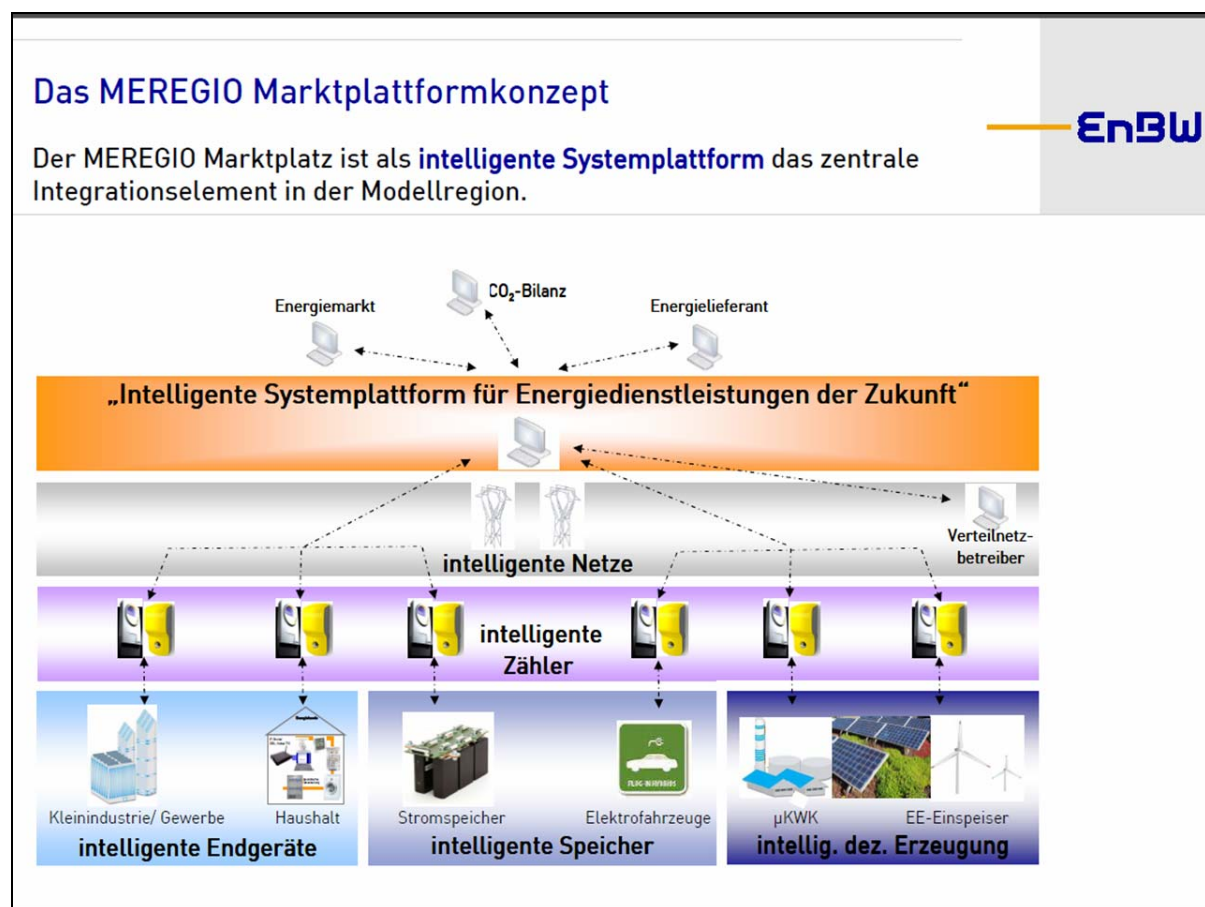 Das MEREGIO Marktplattformkonzept
EnBW
Der MEREGIO Marktplatz ist als intelligente Systemplattform das zentrale
Integrationselement in der Modellregion.
CO₂-Bilanz
Energiemarkt
Energielieferant
„Intelligente Systemplattform für Energiedienstleistungen der Zukunft“
Verteilnetz-
betreiber
intelligente Netze
intelligente
Zähler
Kleinindustrie/ Gewerbe
Haushalt
Stromspeicher
Elektrofahrzeuge
µKWK
EE-Einspeiser
intelligente Endgeräte
intelligente Speicher
intellig. dez. Erzeugung